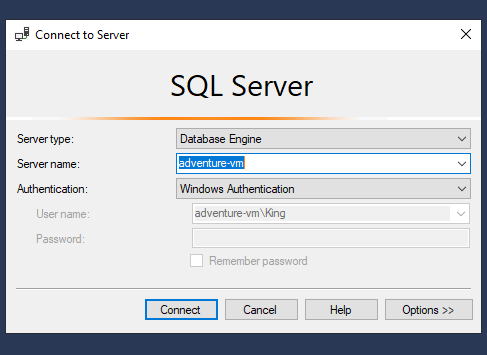 Connect to Server
SQL Server
Server type: Database Engine
Server name: adventure-vm
Authentication: Windows Authentication
User name: adventure-vm\King
Password:
Remember password
Connect Cancel Help Options >>